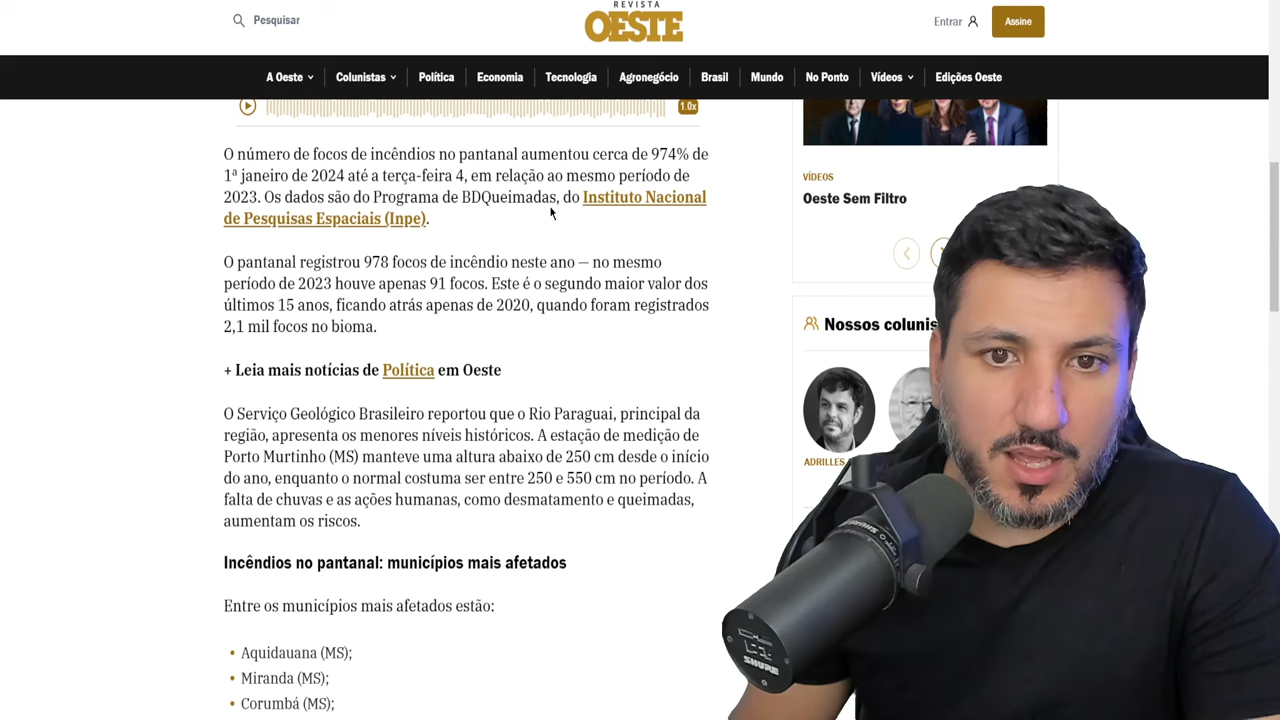 Pesquisar
REVISTA
OESTE
Entrar
Assine
A Oeste
Colunistas
Política
Economia
Tecnologia
Agronegócio
Brasil
Mundo
No Ponto
Vídeos
Edições Oeste
1.0x
O número de focos de incêndios no pantanal aumentou cerca de 974% de
1ª janeiro de 2024 até a terça-feira 4, em relação ao mesmo período de
2023. Os dados são do Programa de BDQueimadas, do Instituto Nacional
de Pesquisas Espaciais (Inpe).
O pantanal registrou 978 focos de incêndio neste ano — no mesmo
período de 2023 houve apenas 91 focos. Este é o segundo maior valor dos
últimos 15 anos, ficando atrás apenas de 2020, quando foram registrados
2,1 mil focos no bioma.
+ Leia mais notícias de Política em Oeste
O Serviço Geológico Brasileiro reportou que o Rio Paraguai, principal da
região, apresenta os menores níveis históricos. A estação de medição de
Porto Murtinho (MS) manteve uma altura abaixo de 250 cm desde o início
do ano, enquanto o normal costuma ser entre 250 e 550 cm no período. A
falta de chuvas e as ações humanas, como desmatamento e queimadas,
aumentam os riscos.
Incêndios no pantanal: municípios mais afetados
Entre os municípios mais afetados estão:
• Aquidauana (MS);
• Miranda (MS);
• Corumbá (MS);
VÍDEOS
Oeste Sem Filtro
Nossos colunis
ADRILLES
SHURE